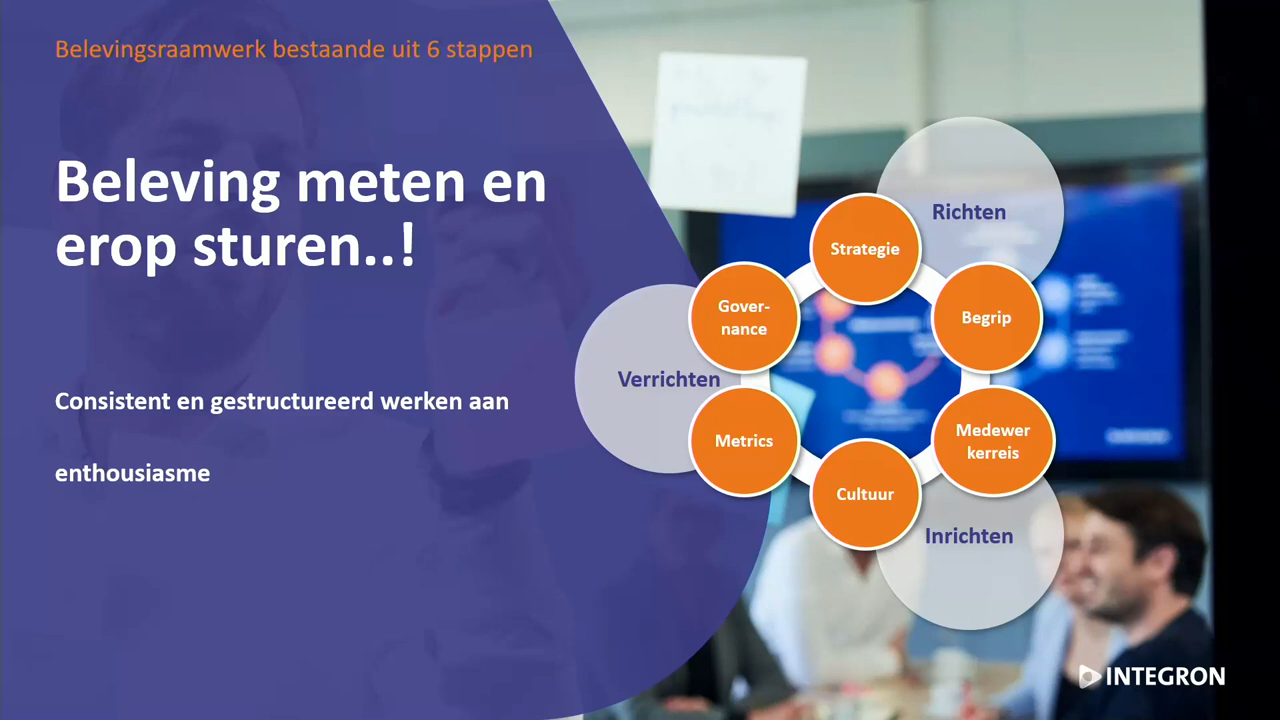 Belevingsraamwerk bestaande uit 6 stappen
Beleving meten en
erop sturen..!
Consistent en gestructureerd werken aan
enthousiasme
Richten
Strategie
Gover-
nance
Begrip
Verrichten
Metrics
Medewer
kerreis
Cultuur
Inrichten
INTEGRON